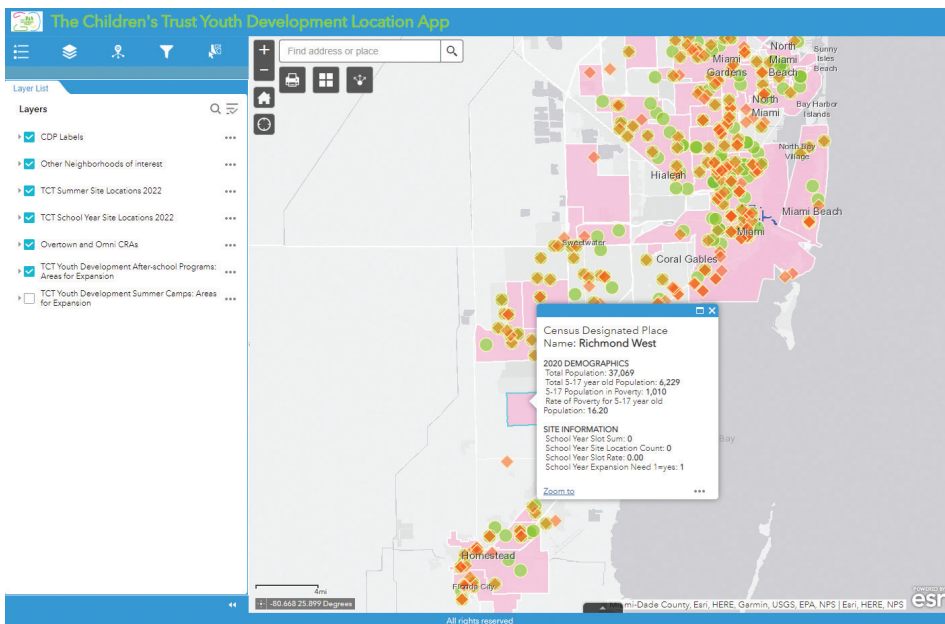 The Children's Trust Youth Development Location App
Find address or place
Layer List
Layers
CDP Labels
Other Neighborhoods of interest
TCT Summer Site Locations 2022
TCT School Year Site Locations 2022
Overtown and Omni CRAs
TCT Youth Development After-school Programs:
Areas for Expansion
TCT Youth Development Summer Camps: Areas
for Expansion
North
Miami
Beach
Sunny
Isles
Beach
Miami
Gardens
North
Miami
Bay Harbor
Islands
North Bay
Village
Hialeah
Miami Beach
Miami
Sweetwater
Coral Gables
Census Designated Place
Name: Richmond West
2020 DEMOGRAPHICS
Total Population: 37,069
Total 5-17 year old Population: 6,229
5-17 Population in Poverty: 1,010
Rate of Poverty for 5-17 year old
Population: 16.20
SITE INFORMATION
School Year Slot Sum: 0
School Year Site Location Count: 0
School Year Slot Rate: 0.00
School Year Expansion Need 1=yes: 1
Zoom to
Bay
Homestead
Florida City
4mi
-80.668 25.899 Degrees
Miami-Dade County, Esri, HERE, Garmin, USGS, EPA, NPS | Esri, HERE, NPS
POWERED BY
esri
All rights reserved